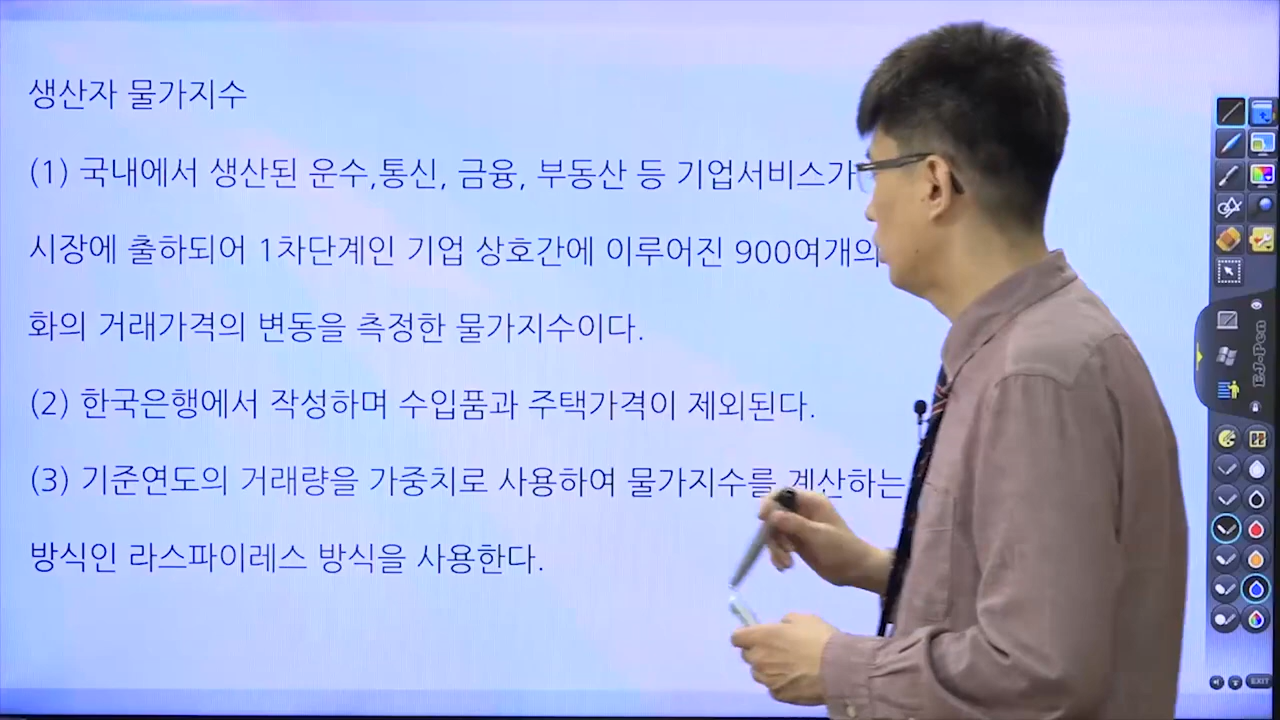 생산자 물가지수
(1) 국내에서 생산된 운수,통신, 금융, 부동산 등 기업서비스가
시장에 출하되어 1차단계인 기업 상호간에 이루어진 900여개의
화의 거래가격의 변동을 측정한 물가지수이다.
(2) 한국은행에서 작성하며 수입품과 주택가격이 제외된다.
(3) 기준연도의 거래량을 가중치로 사용하여 물가지수를 계산하는
방식인 라스파이레스 방식을 사용한다.
EJ-Pen
EXIT